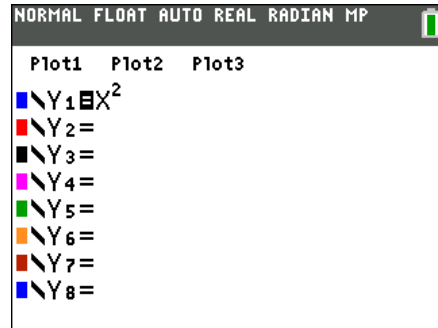 NORMAL FLOAT AUTO REAL RADIAN MP
Plot1 Plot2 Plot3
\Y₁=X²
\Y₂=
\Y₃=
\Y₄=
\Y₅=
\Y₆=
\Y₇=
\Y₈=